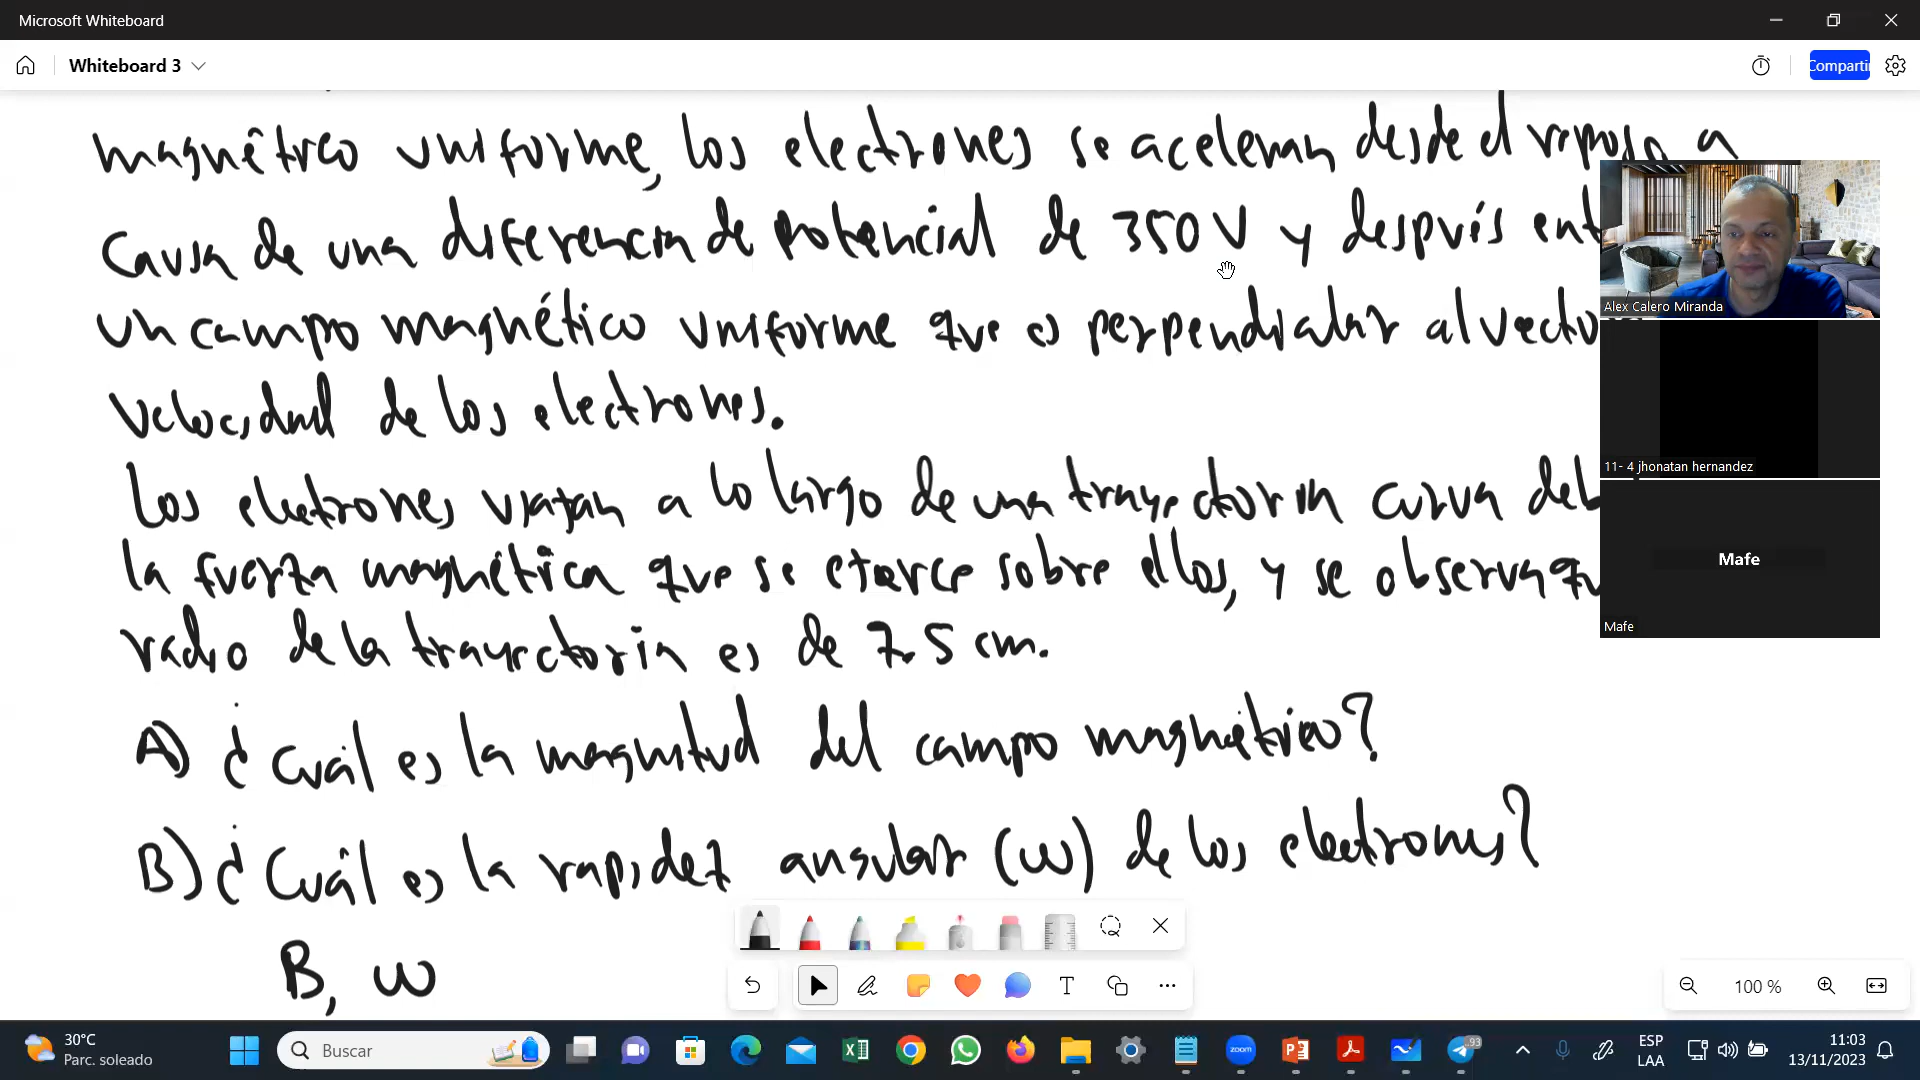 Microsoft Whiteboard
Whiteboard 3
Comparti
magnético uniforme, los electrones se aceleran desde el reposo a
causa de una diferencia de potencial de 350 V y después ent
un campo magnético uniforme que es perpendicular al vector
velocidad de los electrones.
Los electrones viajan a lo largo de una trayectoria curva deb
la fuerza magnética que se ejerce sobre ellos, y se observa qu
radio de la trayectoria es de 7.5 cm.
A) ¿Cuál es la magnitud del campo magnético?
B) ¿Cuál es la rapidez angular (ω) de los electrones?
B, ω
Alex Calero Miranda
11- 4 jhonatan hernandez
Mafe
Mafe
T
100 %
30°C
Parc. soleado
Buscar
zoom
93
ESP
LAA
11:03
13/11/2023